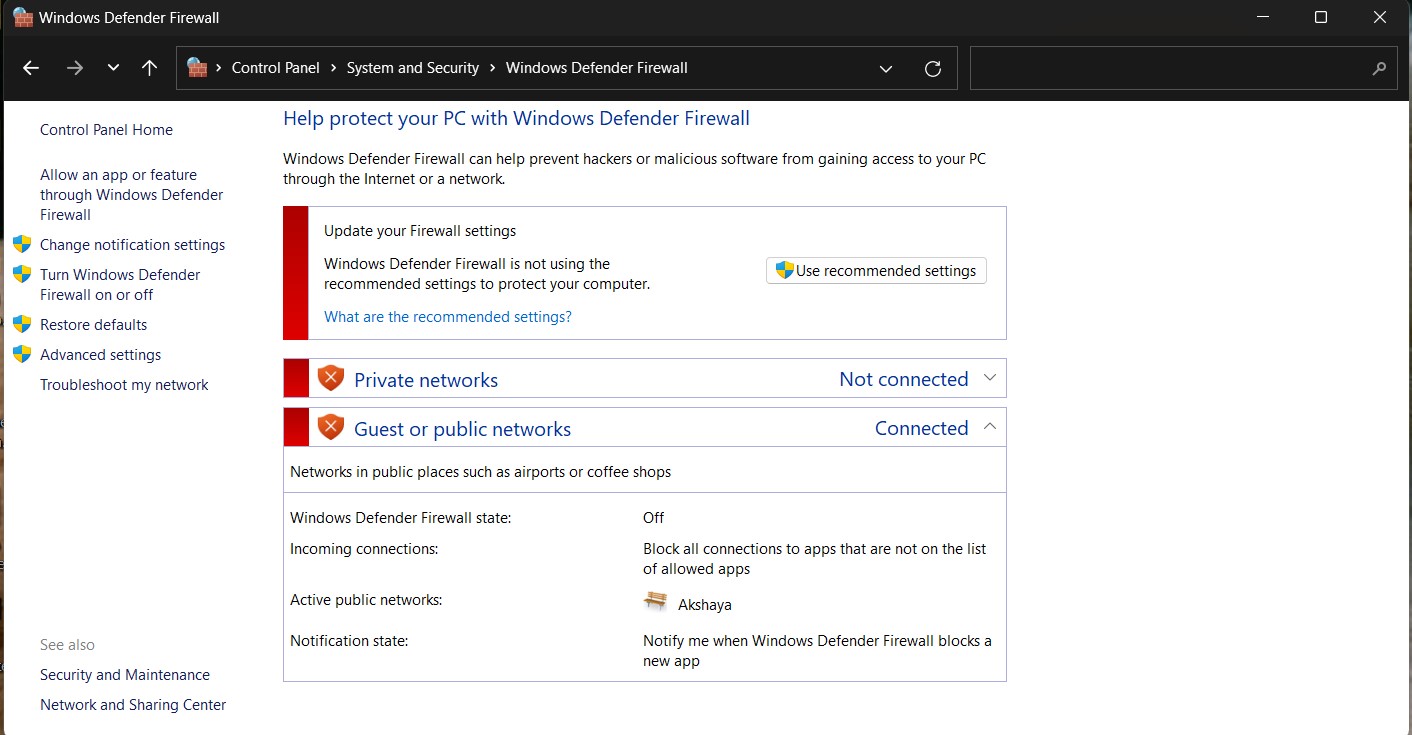 Windows Defender Firewall
Control Panel › System and Security › Windows Defender Firewall
Control Panel Home
Allow an app or feature
through Windows Defender
Firewall
Change notification settings
Turn Windows Defender
Firewall on or off
Restore defaults
Advanced settings
Troubleshoot my network
See also
Security and Maintenance
Network and Sharing Center
Help protect your PC with Windows Defender Firewall
Windows Defender Firewall can help prevent hackers or malicious software from gaining access to your PC
through the Internet or a network.
Update your Firewall settings
Windows Defender Firewall is not using the
recommended settings to protect your computer.
Use recommended settings
What are the recommended settings?
Private networks Not connected
Guest or public networks Connected
Networks in public places such as airports or coffee shops
Windows Defender Firewall state: Off
Incoming connections: Block all connections to apps that are not on the list
of allowed apps
Active public networks: Akshaya
Notification state: Notify me when Windows Defender Firewall blocks a
new app